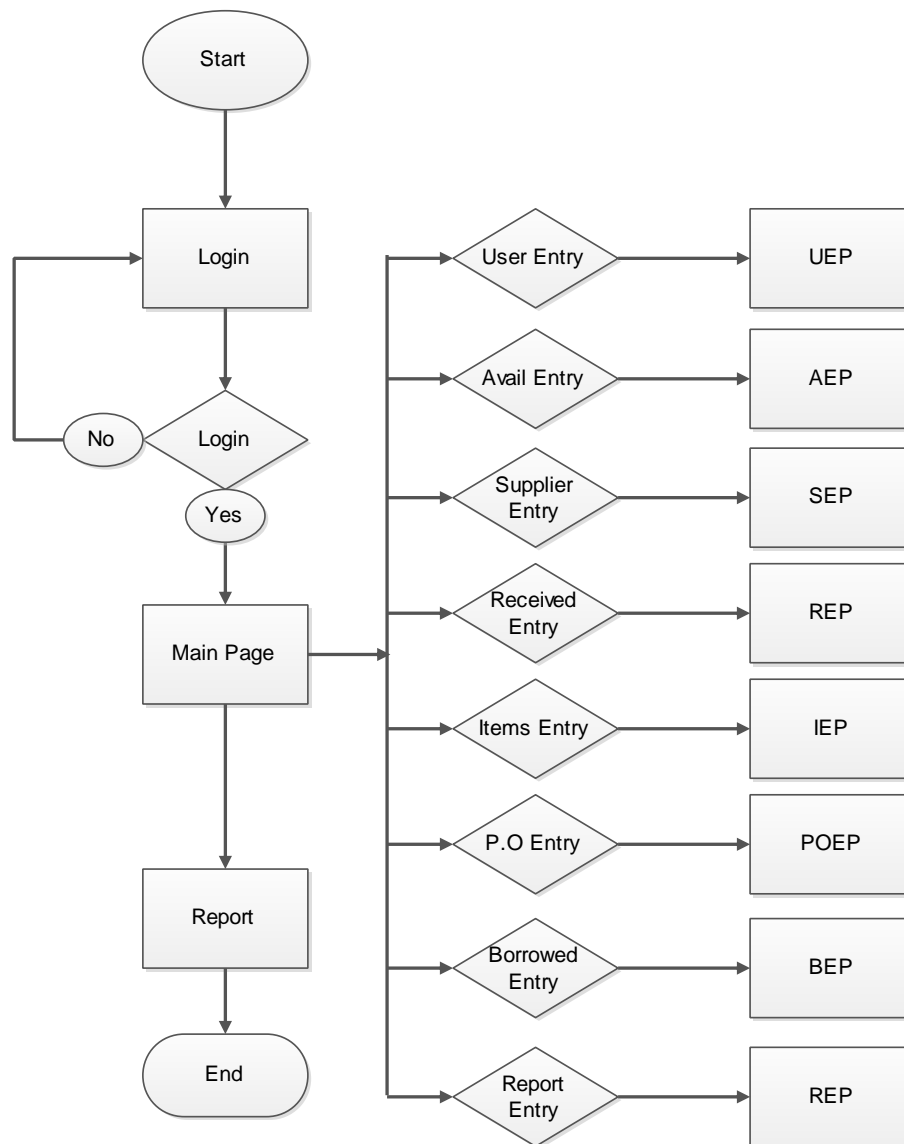 Start
Login
Login
No
Yes
Main Page
Report
End
User Entry
UEP
Avail Entry
AEP
Supplier
Entry
SEP
Received
Entry
REP
Items Entry
IEP
P.O Entry
POEP
Borrowed
Entry
BEP
Report
Entry
REP